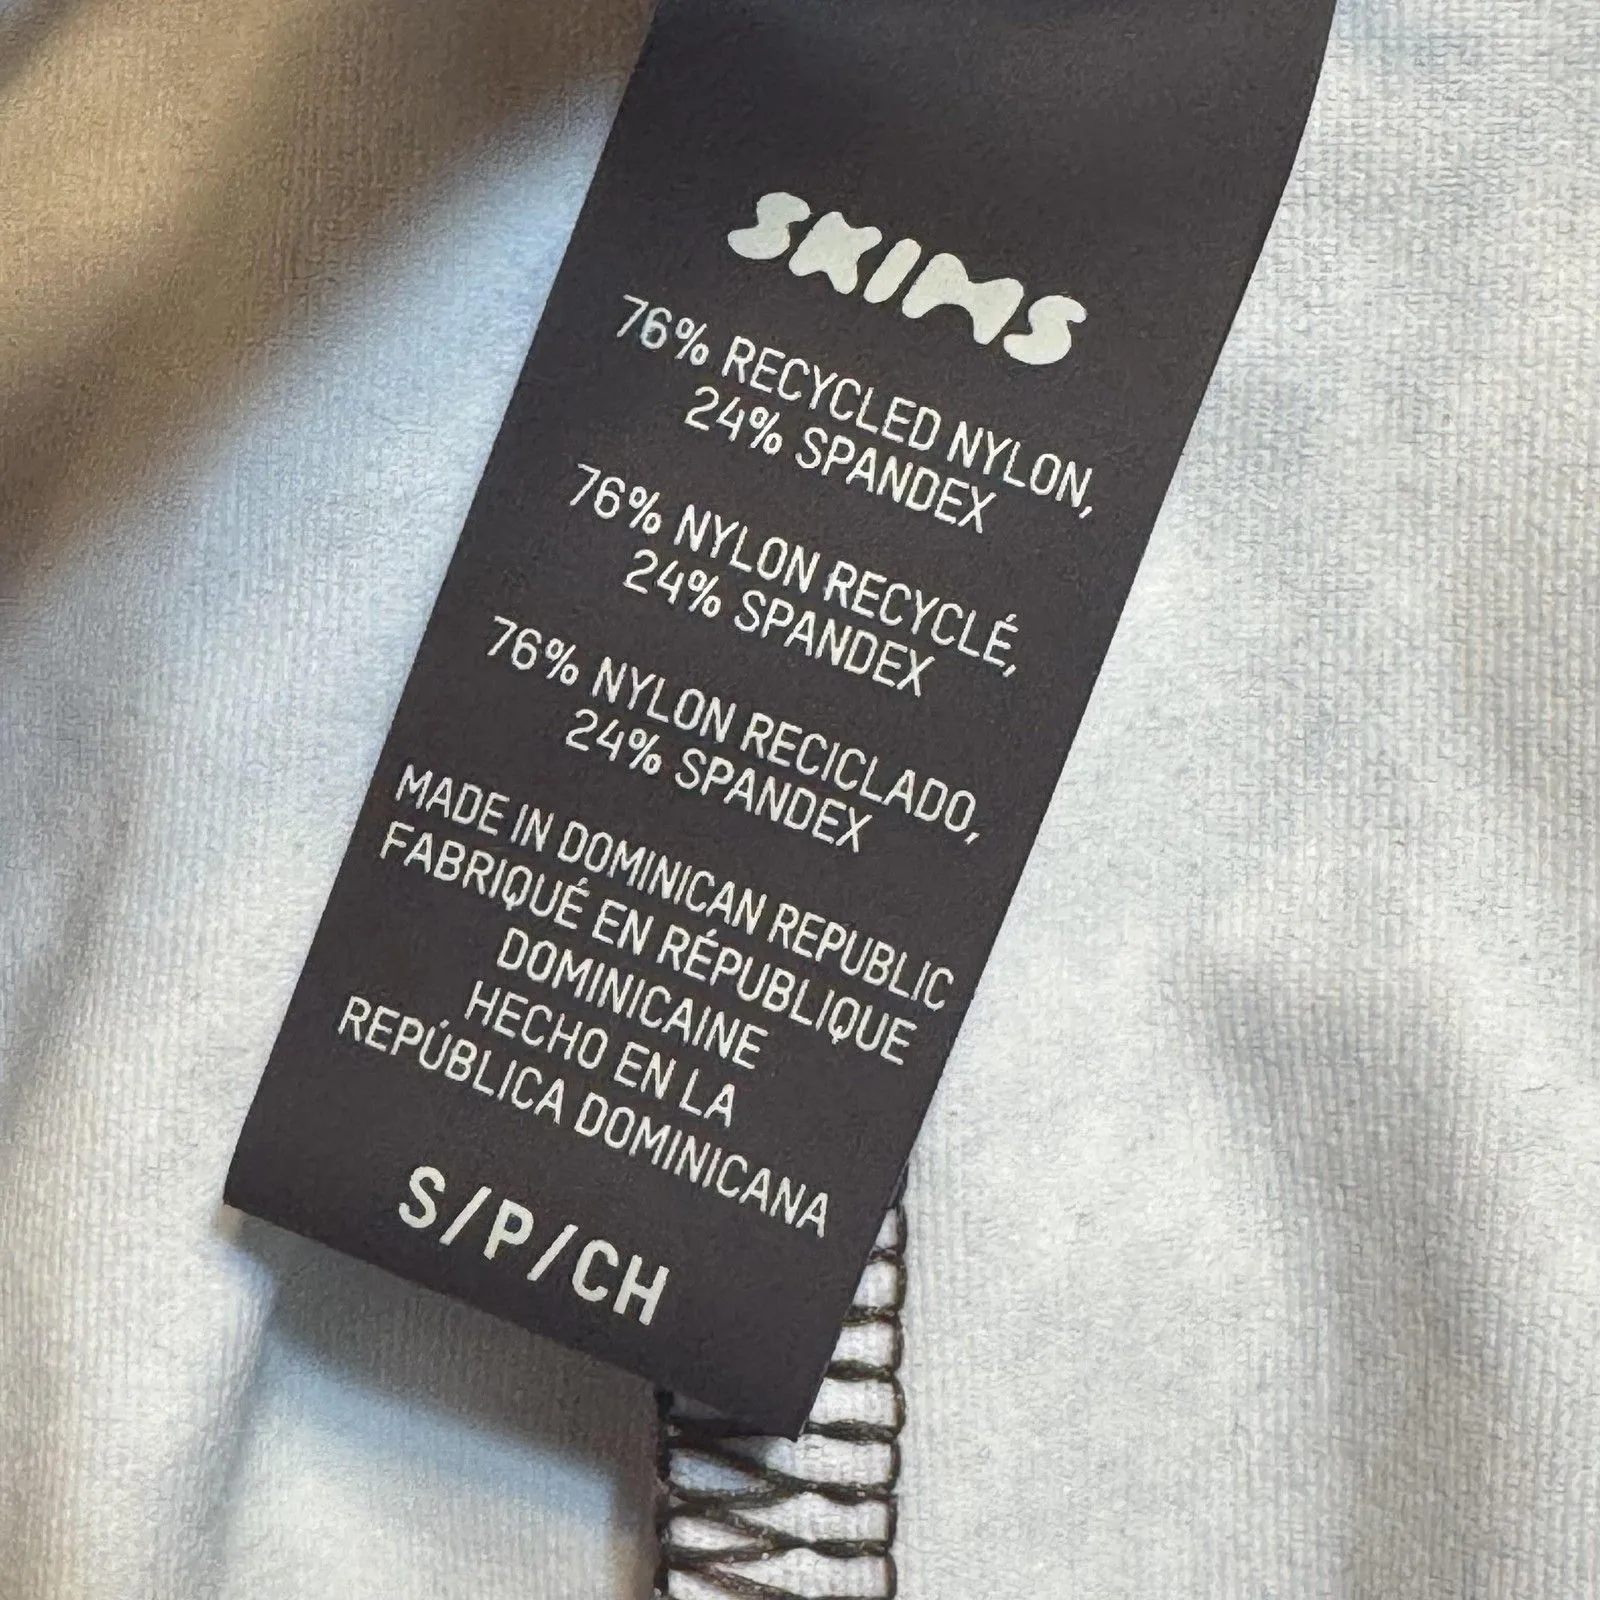 SKIMS
76% RECYCLED NYLON,
24% SPANDEX
76% NYLON RECYCLÉ,
24% SPANDEX
76% NYLON RECICLADO,
24% SPANDEX
MADE IN DOMINICAN REPUBLIC
FABRIQUÉ EN RÉPUBLIQUE
DOMINICAINE
HECHO EN LA
REPÚBLICA DOMINICANA
S/P/CH